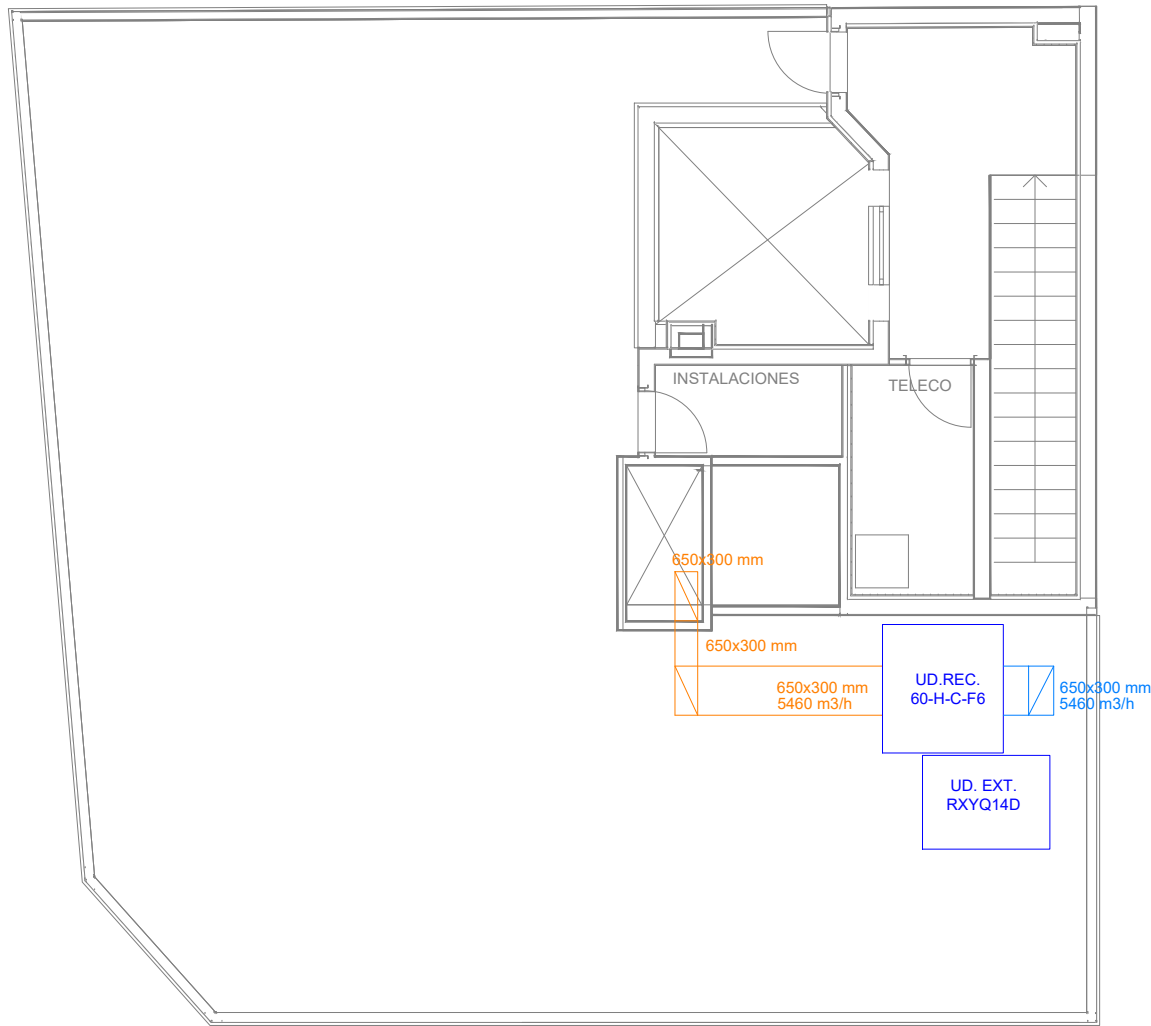 INSTALACIONES
TELECO
650x300 mm
650x300 mm
650x300 mm
5460 m3/h
UD.REC.
60-H-C-F6
650x300 mm
5460 m3/h
UD. EXT.
RXYQ14D